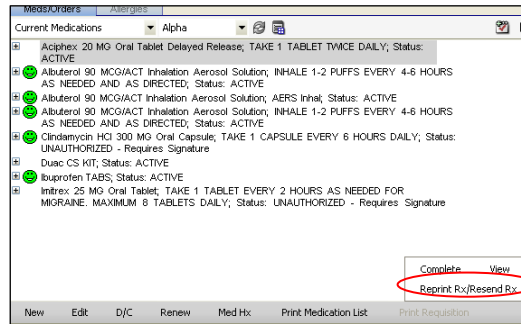 Meds/Orders Allergies
Current Medications Alpha
Aciphex 20 MG Oral Tablet Delayed Release; TAKE 1 TABLET TWICE DAILY; Status:
ACTIVE
Albuterol 90 MCG/ACT Inhalation Aerosol Solution; INHALE 1-2 PUFFS EVERY 4-6 HOURS
AS NEEDED AND AS DIRECTED; Status: ACTIVE
Albuterol 90 MCG/ACT Inhalation Aerosol Solution; AERS Inhal; Status: ACTIVE
Albuterol 90 MCG/ACT Inhalation Aerosol Solution; INHALE 1-2 PUFFS EVERY 4-6 HOURS
AS NEEDED AND AS DIRECTED; Status: ACTIVE
Clindamycin HCl 300 MG Oral Capsule; TAKE 1 CAPSULE EVERY 6 HOURS DAILY; Status:
UNAUTHORIZED - Requires Signature
Duac CS KIT; Status: ACTIVE
Ibuprofen TABS; Status: ACTIVE
Imitrex 25 MG Oral Tablet; TAKE 1 TABLET EVERY 2 HOURS AS NEEDED FOR
MIGRAINE. MAXIMUM 8 TABLETS DAILY; Status: UNAUTHORIZED - Requires Signature
Complete View
Reprint Rx/Resend Rx
New Edit D/C Renew Med Hx Print Medication List Print Requisition